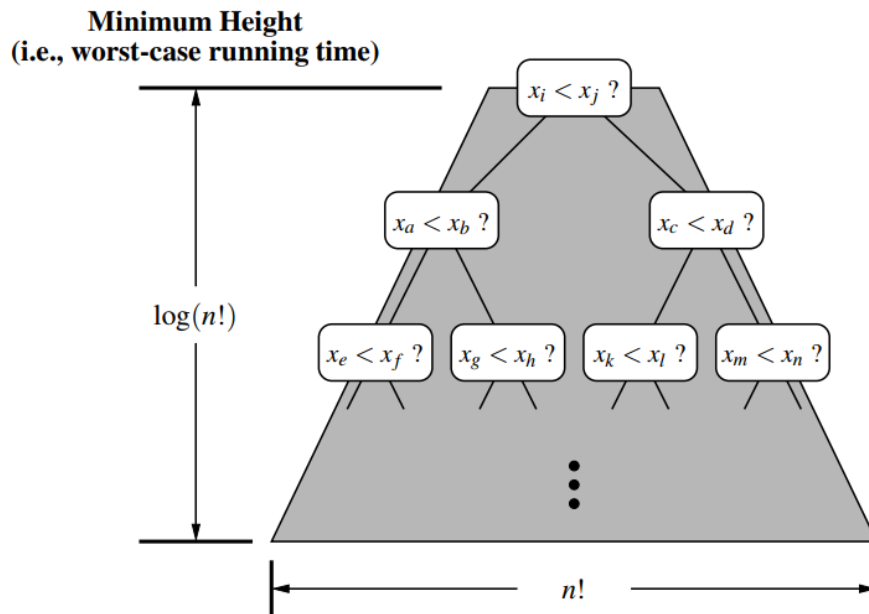 Minimum Height
(i.e., worst-case running time)
x_i < x_j ?
x_a < x_b ?
x_c < x_d ?
log(n!)
x_e < x_f ?
x_g < x_h ?
x_k < x_l ?
x_m < x_n ?
n!